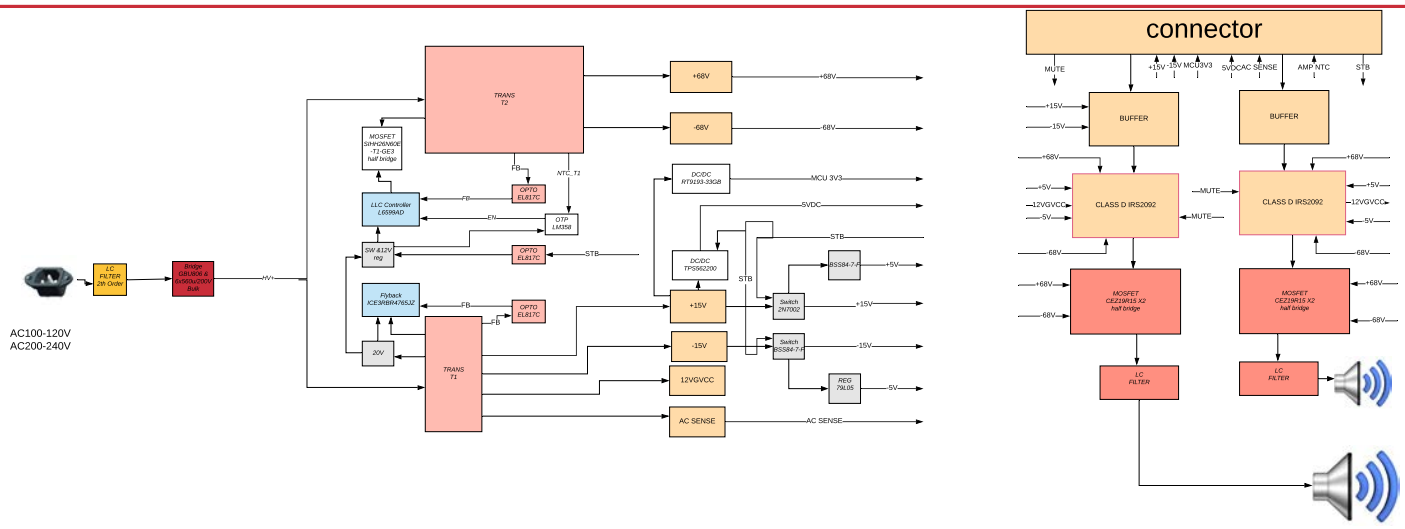 connector
MUTE
+15V
-15V
MCU3V3
5VDC
AC SENSE
AMP NTC
STB
TRANS
T2
+68V
+68V
-68V
-68V
MOSFET
SIHH26N60E
-T1-GE3
half bridge
FB
NTC_T1
OPTO
EL817C
FB
LLC Controller
L6599AD
EN
OTP
LM358
SW &12V
reg
OPTO
EL817C
STB
DC/DC
RT9193-33GB
MCU 3V3
5VDC
STB
DC/DC
TPS562200
STB
BSS84-7-F
+5V
LC
FILTER
2th Order
Bridge
GBU806 &
6x560u/200V
Bulk
HV+
Flyback
ICE3RBR4765JZ
FB
OPTO
EL817C
FB
+15V
Switch
2N7002
+15V
20V
TRANS
T1
-15V
Switch
BSS84-7-F
-15V
12VGVCC
REG
79L05
-5V
AC SENSE
AC SENSE
AC100-120V
AC200-240V
+15V
-15V
BUFFER
BUFFER
+68V
+68V
+5V
12VGVCC
-5V
CLASS D IRS2092
MUTE
MUTE
CLASS D IRS2092
+5V
12VGVCC
-5V
-68V
-68V
+68V
-68V
MOSFET
CEZ19R15 X2
half bridge
MOSFET
CEZ19R15 X2
half bridge
+68V
-68V
LC
FILTER
LC
FILTER